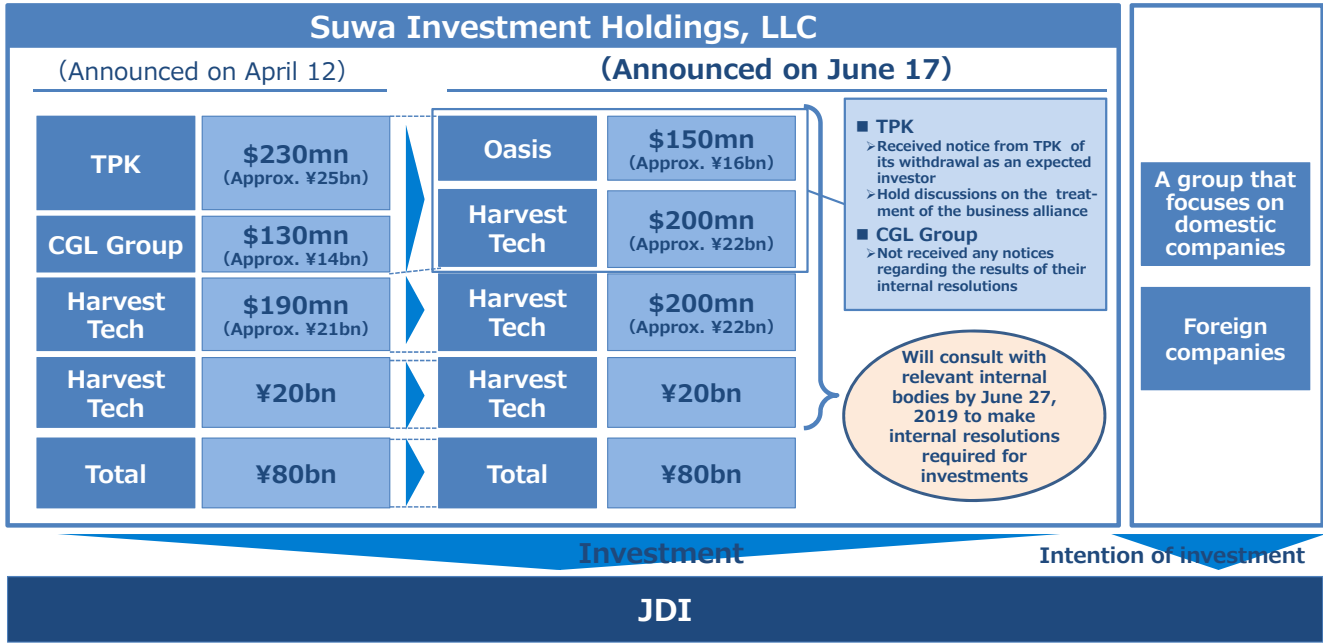 Suwa Investment Holdings, LLC
(Announced on April 12)
TPK
$230mn
(Approx. ¥25bn)
CGL Group
$130mn
(Approx. ¥14bn)
Harvest
Tech
$190mn
(Approx. ¥21bn)
Harvest
Tech
¥20bn
Total
¥80bn
(Announced on June 17)
Oasis
$150mn
(Approx. ¥16bn)
Harvest
Tech
$200mn
(Approx. ¥22bn)
Harvest
Tech
$200mn
(Approx. ¥22bn)
Harvest
Tech
¥20bn
Total
¥80bn
■ TPK
➢Received notice from TPK of
its withdrawal as an expected
investor
➢Hold discussions on the treat-
ment of the business alliance
■ CGL Group
➢Not received any notices
regarding the results of their
internal resolutions
Will consult with
relevant internal
bodies by June 27,
2019 to make
internal resolutions
required for
investments
A group that
focuses on
domestic
companies
Foreign
companies
Investment
Intention of investment
JDI